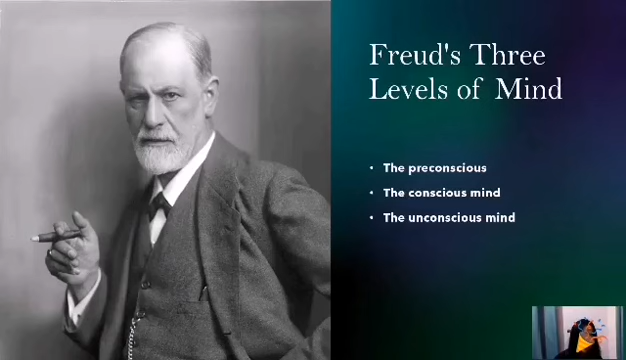 Freud's Three
Levels of Mind
• The preconscious
• The conscious mind
• The unconscious mind